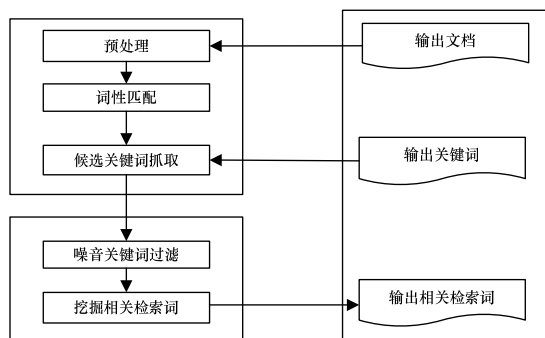 预处理
输出文档
词性匹配
候选关键词抓取
输出关键词
噪音关键词过滤
挖掘相关检索词
输出相关检索词